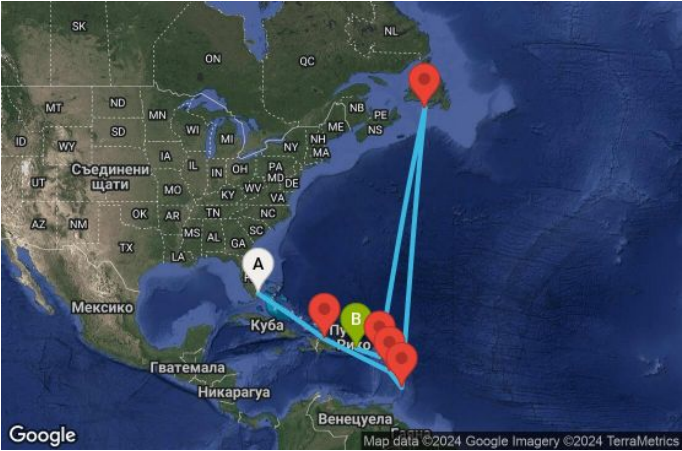 SK
NL
ON
QC
MT
ND
MN
NB
PE
ID
SD
WI
ME
NS
WY
MI
NH
NY
MA
IA
Съединени
щати
IL
IN
OH
PA
MD
DE
UT
MO
KY
WV
VA
OK
AR
TN
NC
AZ
NM
MS
AL
SC
GA
TX
LA
A
Мексико
Куба
B
Рико
Гватемала
Никарагуа
Венецуела
Google
Map data ©2024 Google Imagery ©2024 TerraMetrics